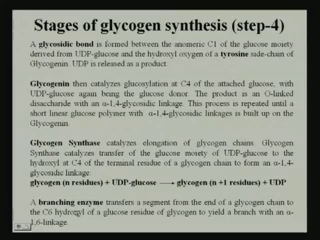 Stages of glycogen synthesis (step-4)
A glycosidic bond is formed between the anomeric C1 of the glucose moiety
derived from UDP-glucose and the hydroxyl oxygen of a tyrosine side-chain of
Glycogenin. UDP is released as a product.
Glycogenin then catalyzes glucosylation at C4 of the attached glucose, with
UDP-glucose again being the glucose donor. The product is an O-linked
disaccharide with an α-1,4-glycosidic linkage. This process is repeated until a
short linear glucose polymer with α-1,4-glycosidic linkages is built up on the
Glycogenin.
Glycogen Synthase catalyzes elongation of glycogen chains. Glycogen
Synthase catalyzes transfer of the glucose moiety of UDP-glucose to the
hydroxyl at C4 of the terminal residue of a glycogen chain to form an α-1,4-
glycosidic linkage:
glycogen (n residues) + UDP-glucose ⟶ glycogen (n +1 residues) + UDP
A branching enzyme transfers a segment from the end of a glycogen chain to
the C6 hydroxyl of a glucose residue of glycogen to yield a branch with an α-
1,6-linkage.